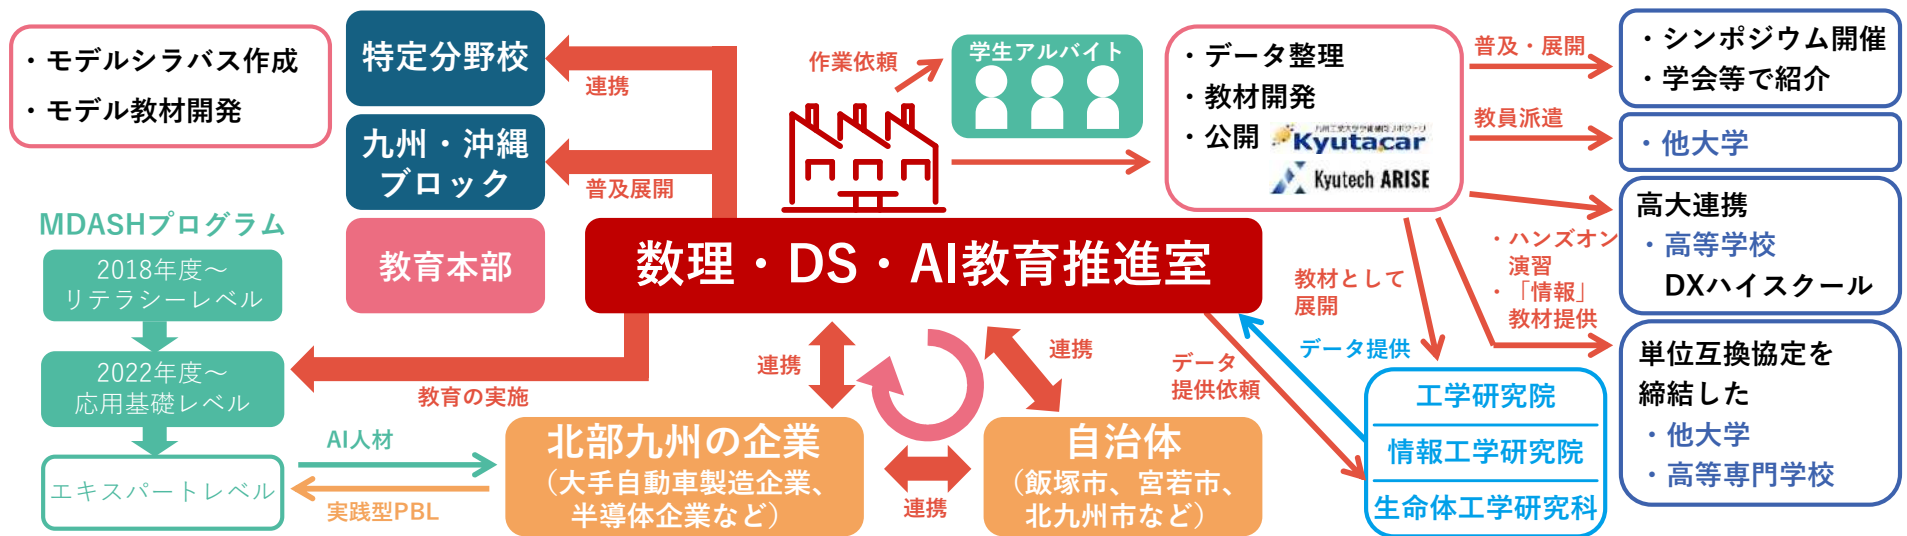 ・モデルシラバス作成
・モデル教材開発
特定分野校
連携
九州・沖縄
ブロック
普及展開
教育本部
MDASHプログラム
2018年度～
リテラシーレベル
2022年度～
応用基礎レベル
エキスパートレベル
教育の実施
AI人材
実践型PBL
数理・DS・AI教育推進室
作業依頼
学生アルバイト
・データ整理
・教材開発
・公開
九州工業大学学術機関リポジトリ
Kyutacar
Kyutech ARISE
連携
連携
北部九州の企業
（大手自動車製造企業、
半導体企業など）
連携
自治体
（飯塚市、宮若市、
北九州市など）
データ
提供依頼
データ提供
教材として
展開
工学研究院
情報工学研究院
生命体工学研究科
普及・展開
教員派遣
・ハンズオン
演習
・「情報」
教材提供
・シンポジウム開催
・学会等で紹介
・他大学
高大連携
・高等学校
DXハイスクール
単位互換協定を
締結した
・他大学
・高等専門学校